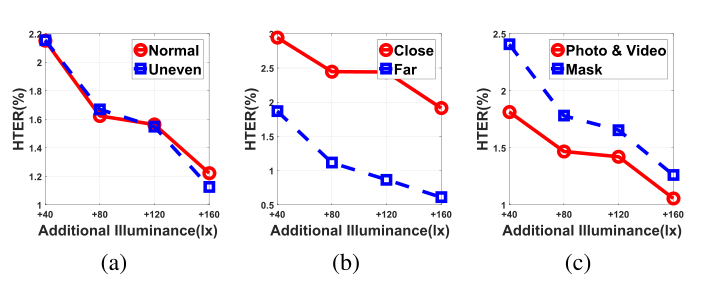 2.2
2
1.8
1.6
1.4
1.2
1
HTER(%)
Normal
Uneven
+40 +80 +120 +160
Additional Illuminance(lx)
(a)
3
2.5
2
1.5
1
0.5
HTER(%)
Close
Far
+40 +80 +120 +160
Additional Illuminance(lx)
(b)
2.5
2
1.5
1
HTER(%)
Photo & Video
Mask
+40 +80 +120 +160
Additional Illuminance(lx)
(c)